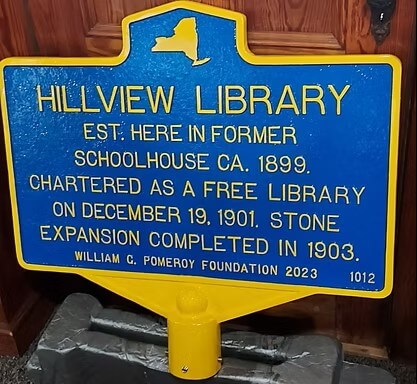 HILLVIEW LIBRARY
EST. HERE IN FORMER
SCHOOLHOUSE CA. 1899.
CHARTERED AS A FREE LIBRARY
ON DECEMBER 19, 1901. STONE
EXPANSION COMPLETED IN 1903.
WILLIAM G. POMEROY FOUNDATION 2023 1012